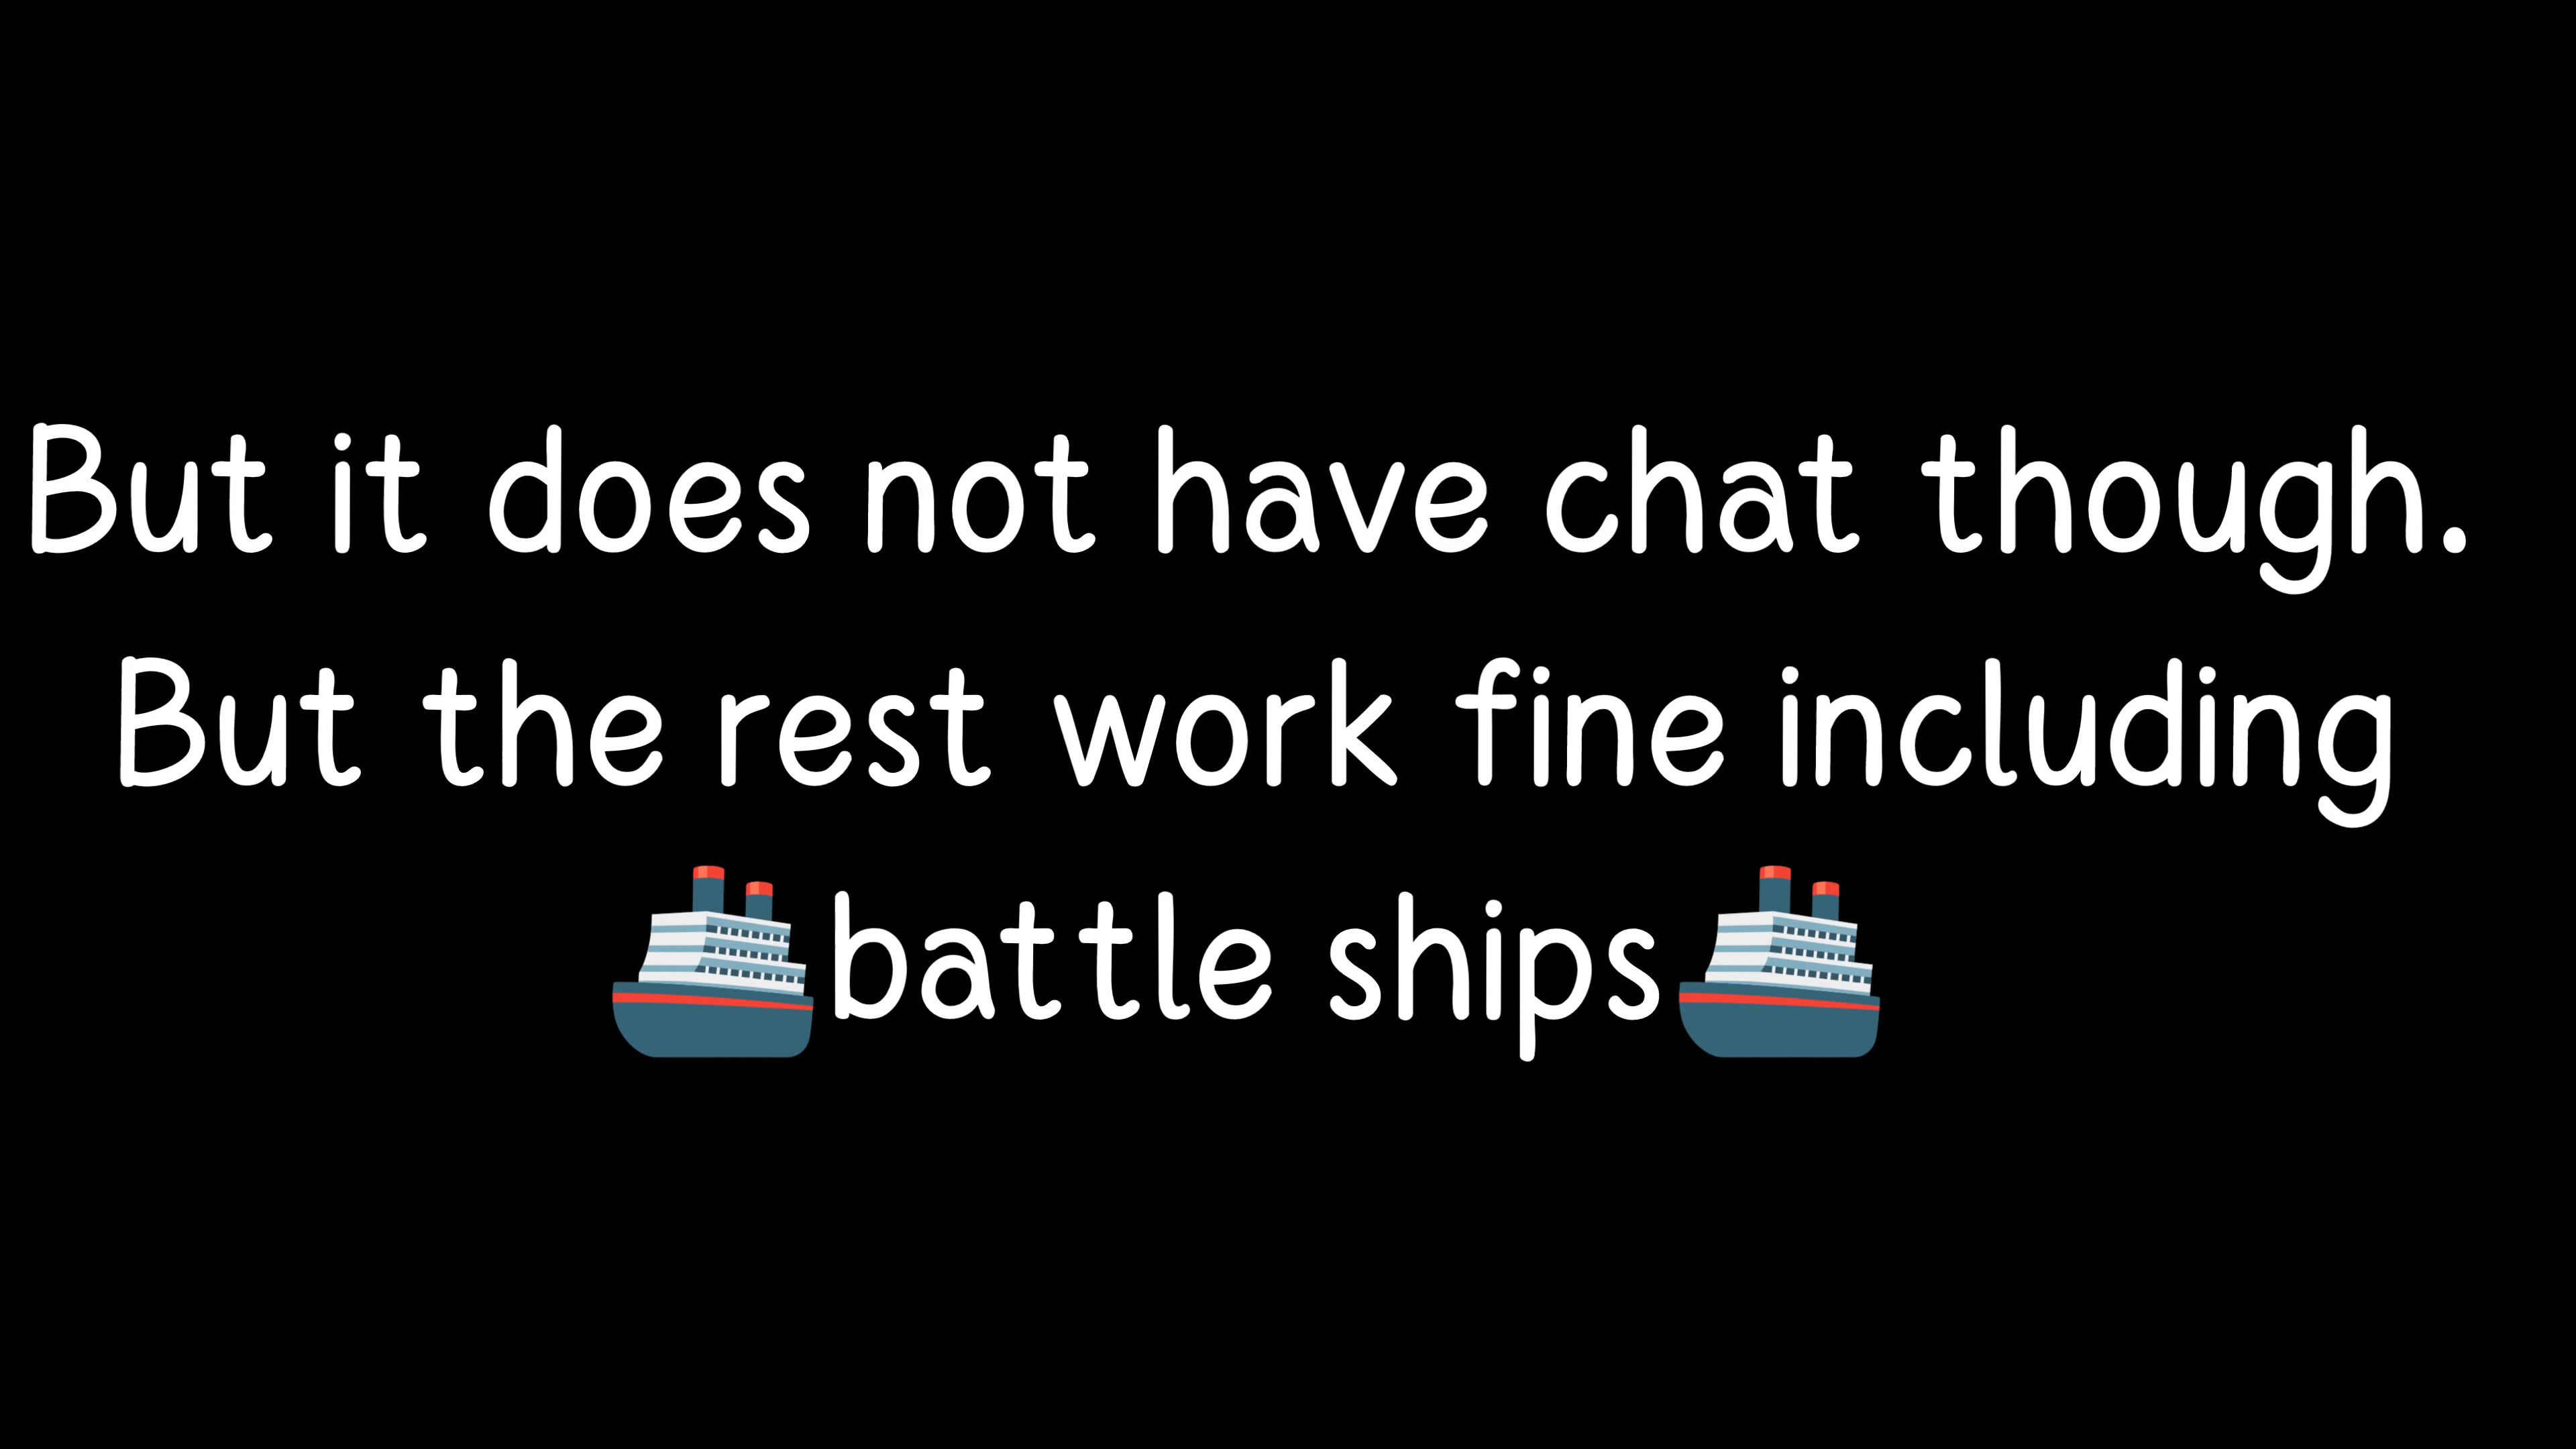 But it does not have chat though.
But the rest work fine including
🚢battle ships🚢